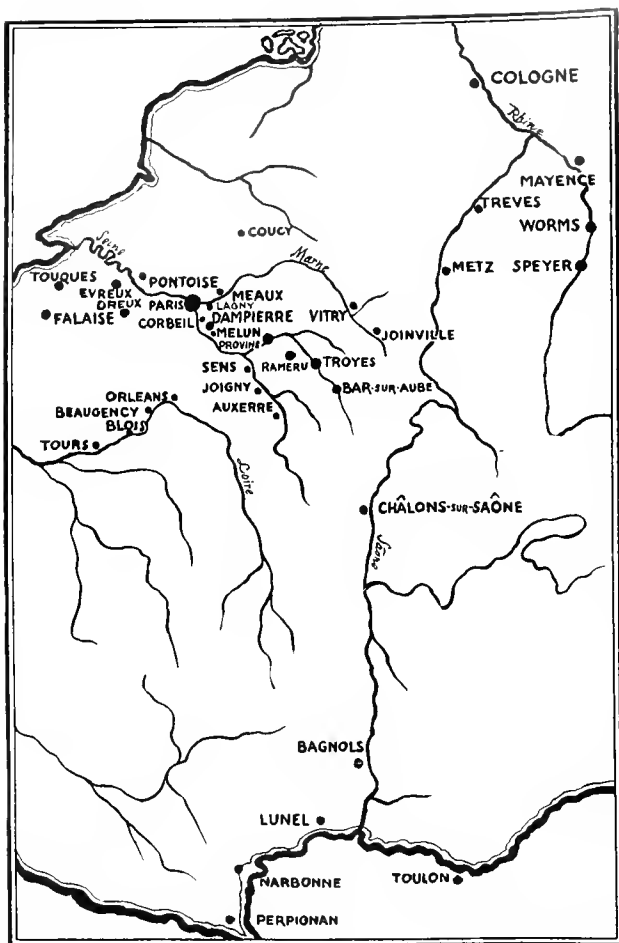 COLOGNE
Rhine
MAYENCE
TREVES
WORMS
COUCY
Seine
Marne
METZ
SPEYER
TOUQUES
PONTOISE
EVREUX
MEAUX
DREUX
PARIS
LAGNY
VITRY
FALAISE
CORBEIL
DAMPIERRE
MELUN
JOINVILLE
PROVINS
SENS
RAMERU
TROYES
JOIGNY
BAR-SUR-AUBE
ORLEANS
BEAUGENCY
AUXERRE
BLOIS
TOURS
Loire
CHÂLONS-SUR-SAÔNE
Saône
BAGNOLS
LUNEL
NARBONNE
TOULON
PERPIGNAN